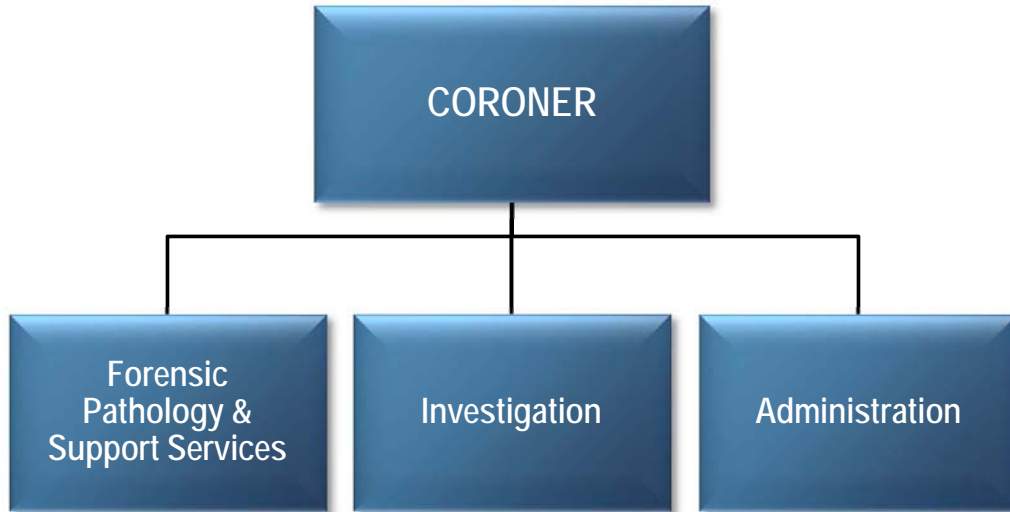 CORONER
Forensic
Pathology &
Support Services
Investigation
Administration